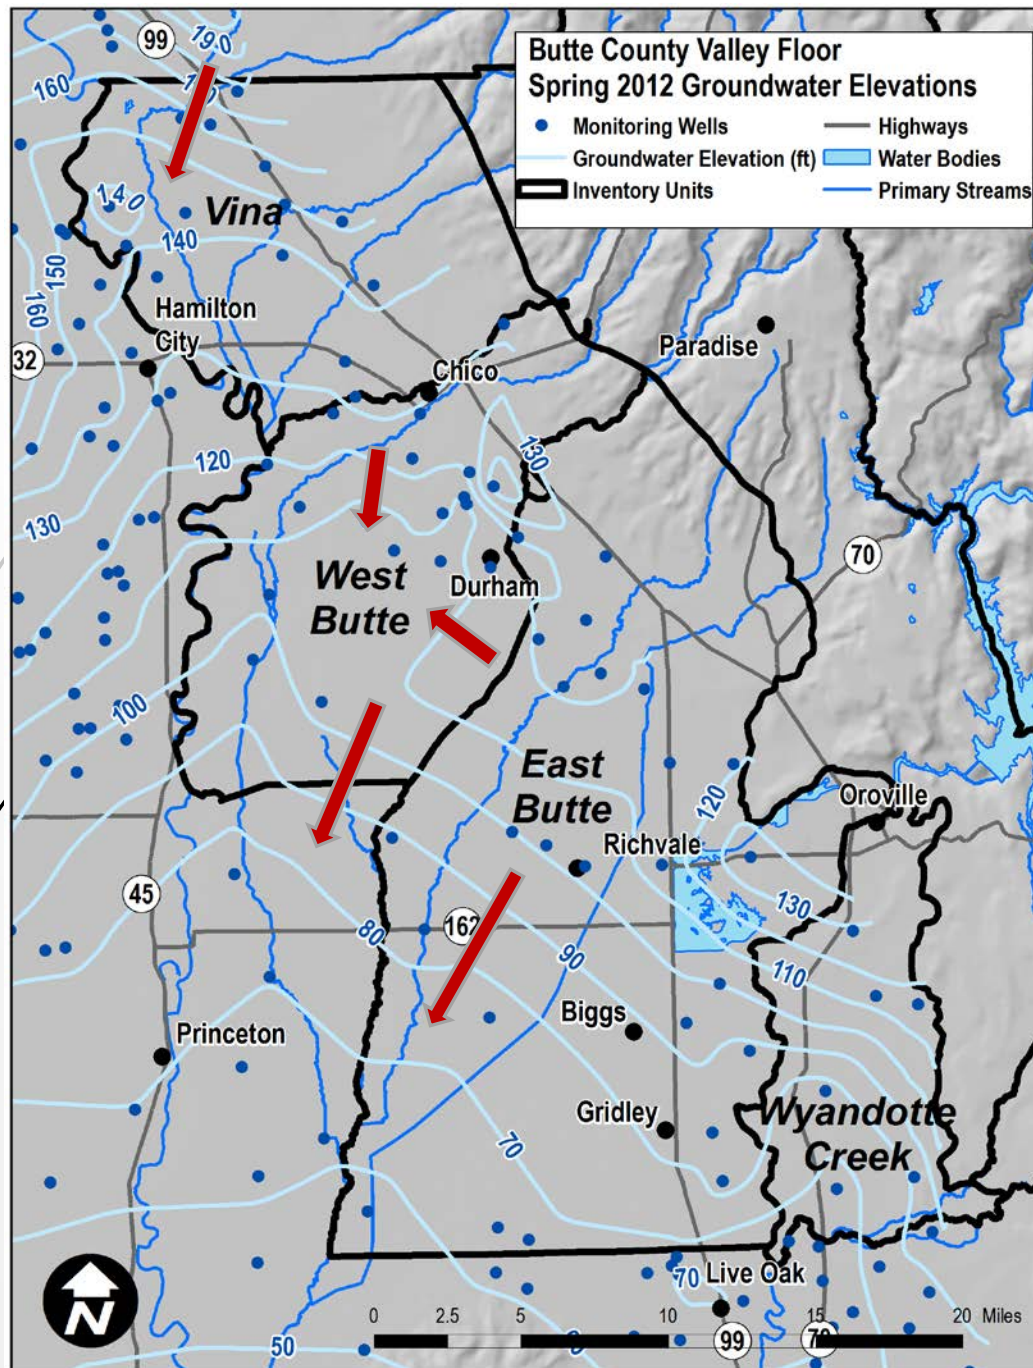 Butte County Valley Floor
Spring 2012 Groundwater Elevations
Monitoring Wells
Highways
Groundwater Elevation (ft)
Water Bodies
Inventory Units
Primary Streams
99
190
160
140
Vina
140
150
160
Hamilton
City
32
Chico
Paradise
120
130
130
70
West
Butte
Durham
100
East
Butte
120
Oroville
Richvale
45
162
80
90
130
110
Princeton
Biggs
Gridley
Wyandotte
Creek
70
N
70
Live Oak
0 2.5 5 10 15 20 Miles
99
50